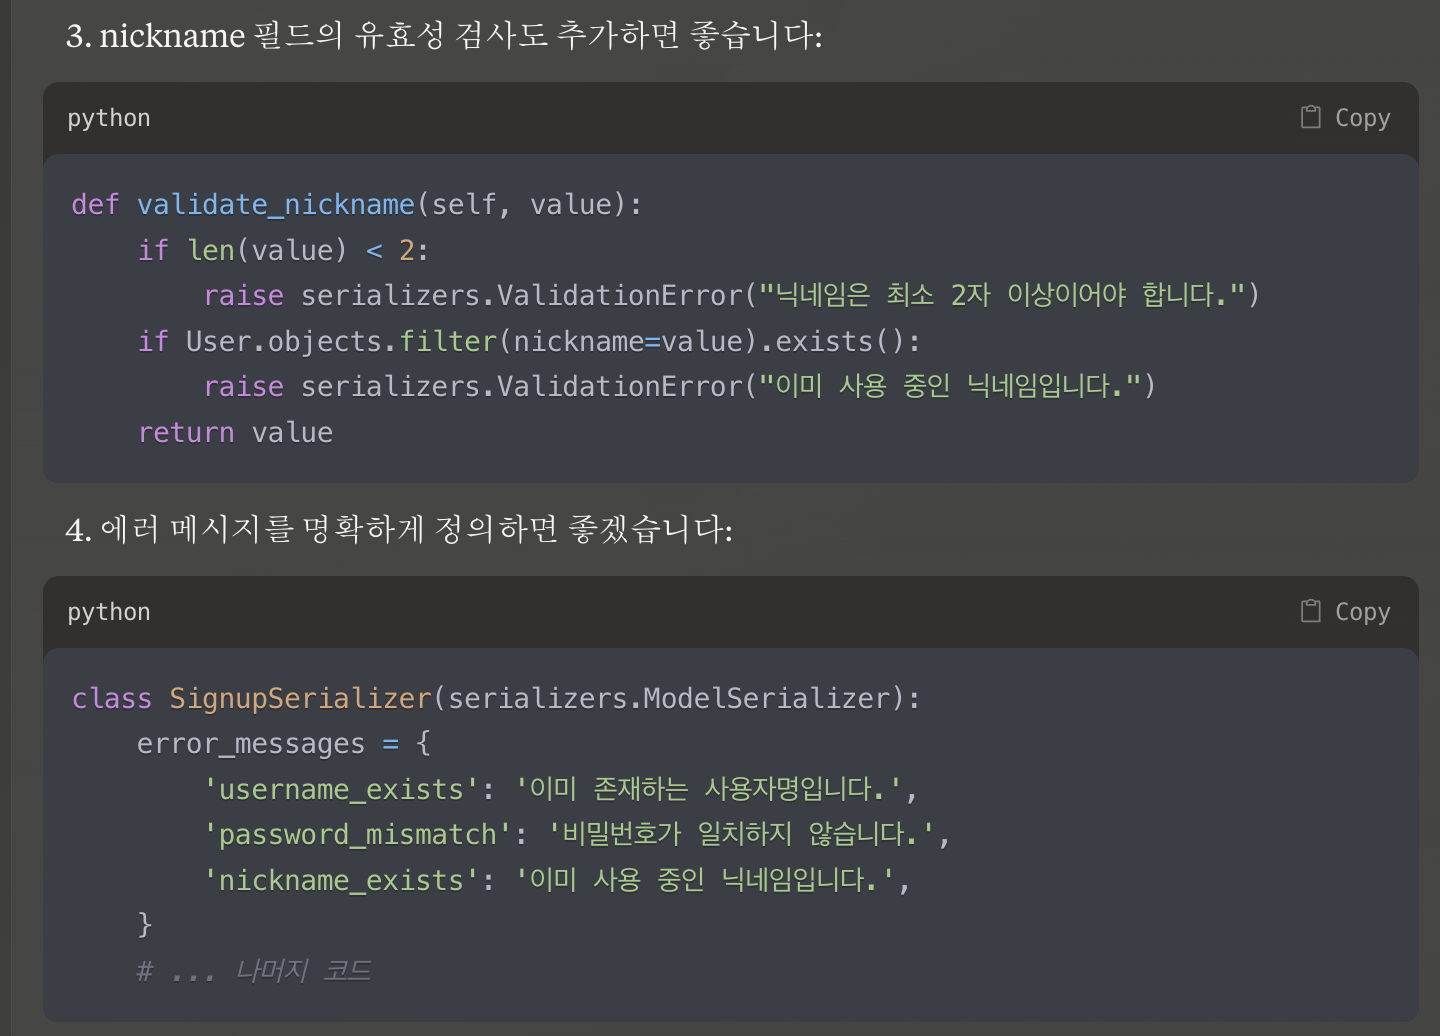 3. nickname 필드의 유효성 검사도 추가하면 좋습니다:
python
Copy
def validate_nickname(self, value):
    if len(value) < 2:
        raise serializers.ValidationError("닉네임은 최소 2자 이상이어야 합니다.")
    if User.objects.filter(nickname=value).exists():
        raise serializers.ValidationError("이미 사용 중인 닉네임입니다.")
    return value
4. 에러 메시지를 명확하게 정의하면 좋겠습니다:
python
Copy
class SignupSerializer(serializers.ModelSerializer):
    error_messages = {
        'username_exists': '이미 존재하는 사용자명입니다.',
        'password_mismatch': '비밀번호가 일치하지 않습니다.',
        'nickname_exists': '이미 사용 중인 닉네임입니다.',
    }
    # ... 나머지 코드